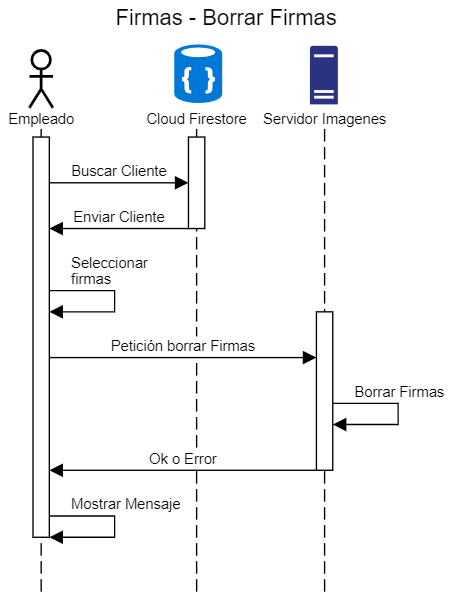 Firmas - Borrar Firmas
{ }
Empleado
Cloud Firestore
Servidor Imagenes
Buscar Cliente
Enviar Cliente
Seleccionar
firmas
Petición borrar Firmas
Borrar Firmas
Ok o Error
Mostrar Mensaje